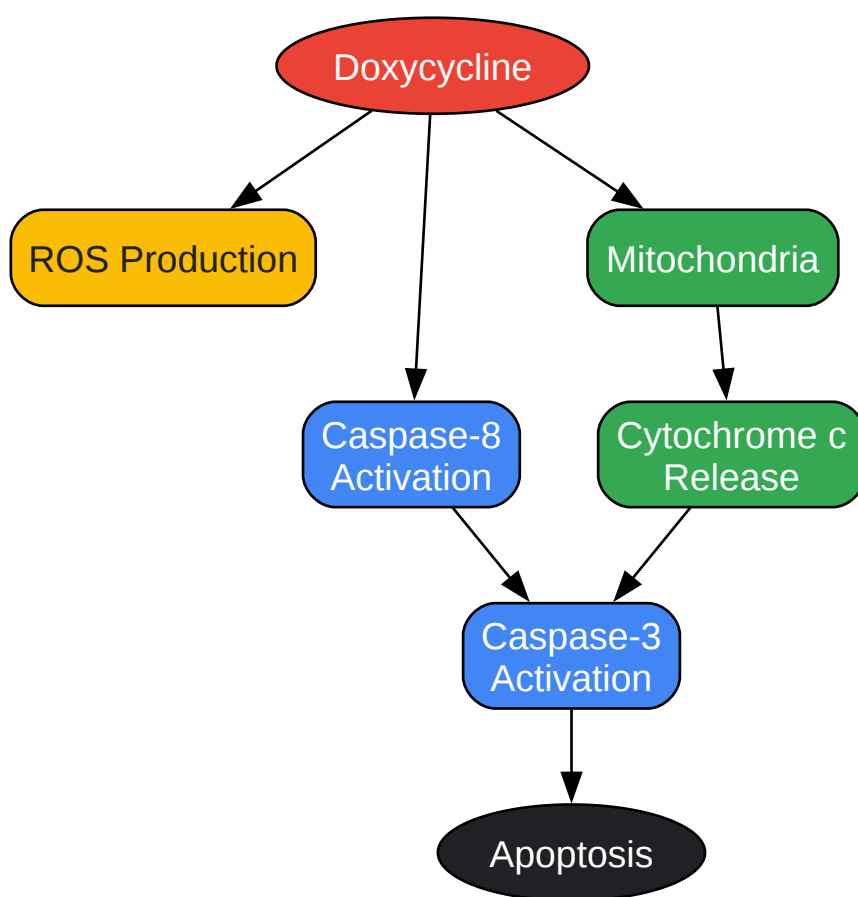 Doxycycline
ROS Production
Mitochondria
Caspase-8
Activation
Cytochrome c
Release
Caspase-3
Activation
Apoptosis